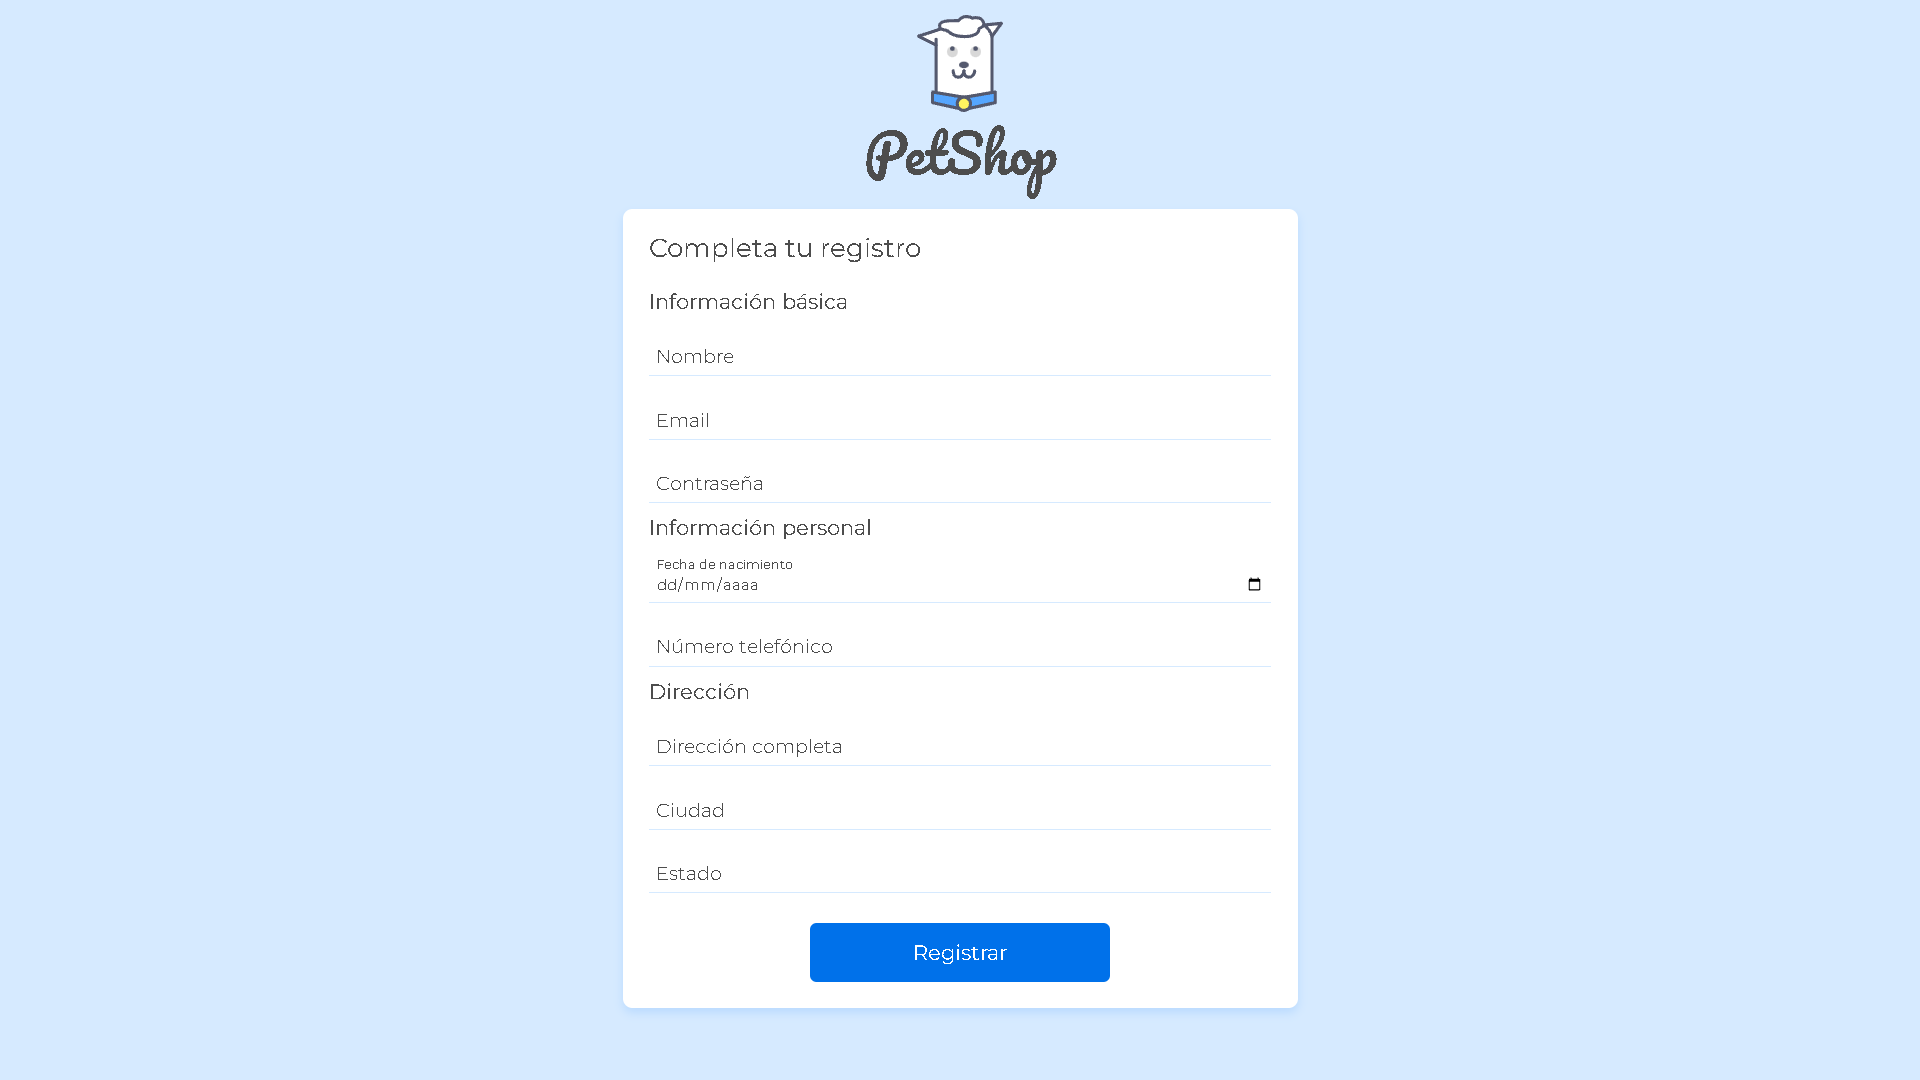 PetShop
Completa tu registro
Información básica
Nombre
Email
Contraseña
Información personal
Fecha de nacimiento
dd/mm/aaaa
Número telefónico
Dirección
Dirección completa
Ciudad
Estado
Registrar